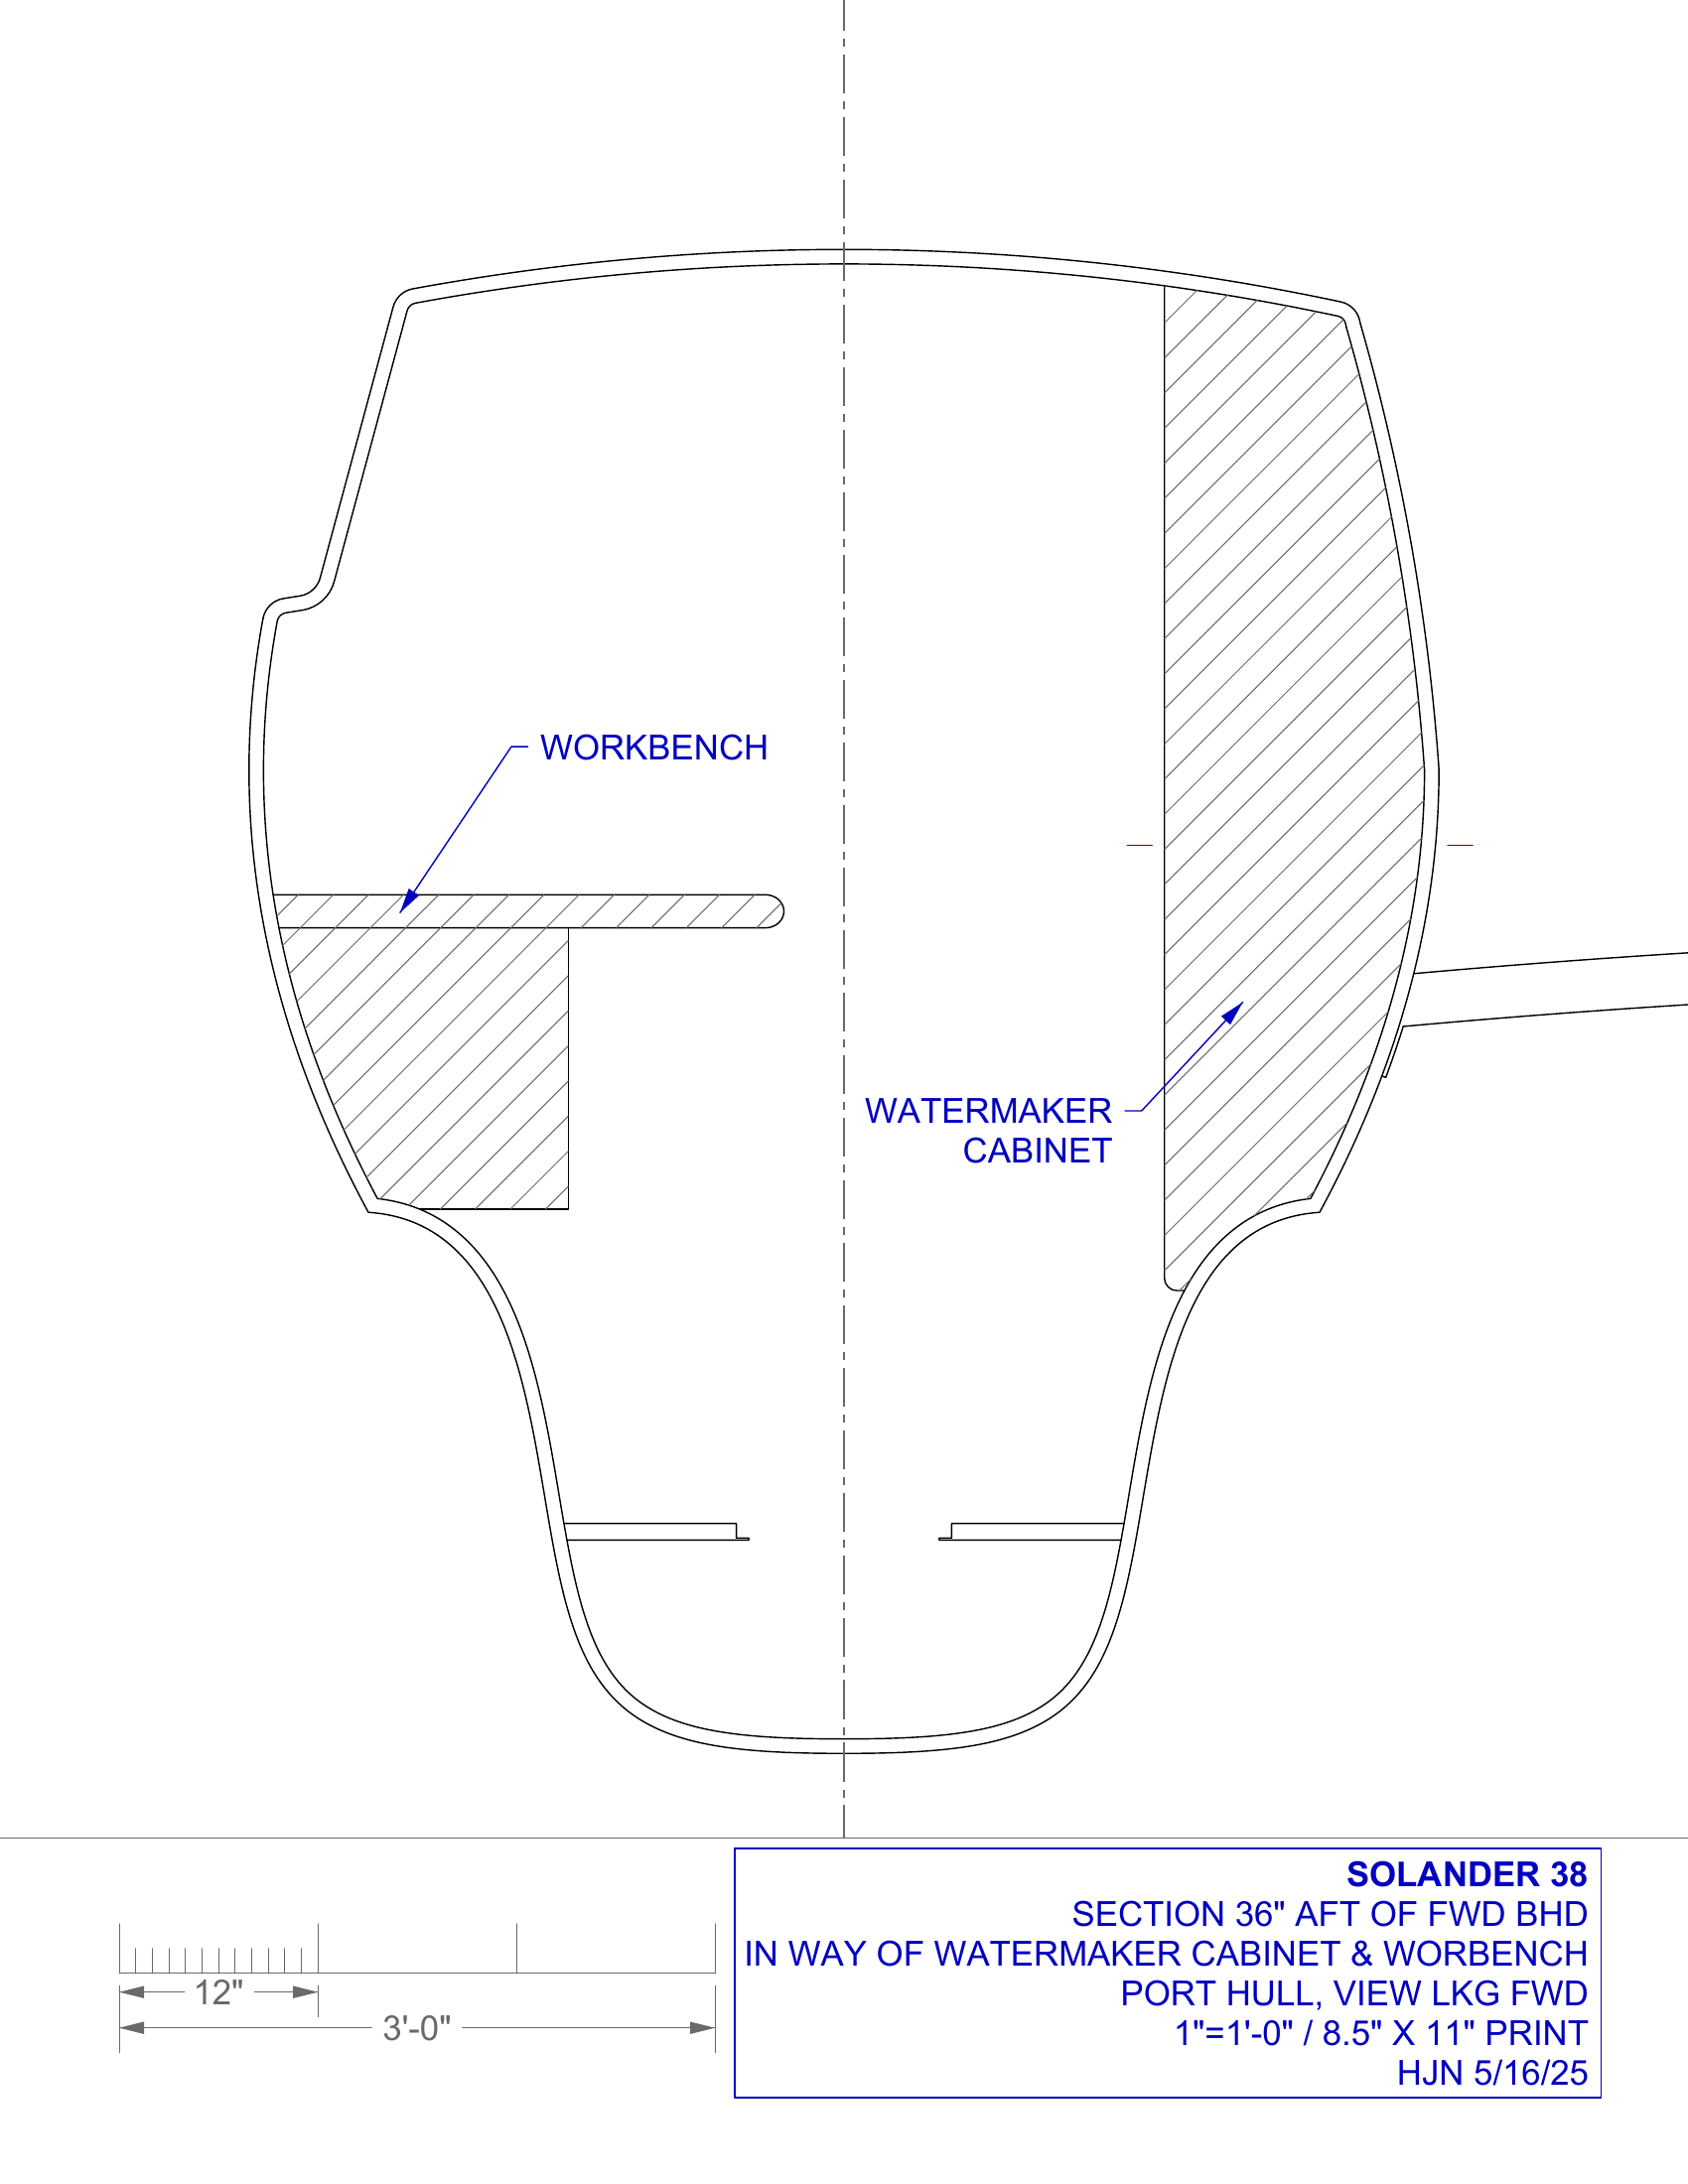 WORKBENCH
WATERMAKER
CABINET
12"
3'-0"
SOLANDER 38
SECTION 36" AFT OF FWD BHD
IN WAY OF WATERMAKER CABINET & WORBENCH
PORT HULL, VIEW LKG FWD
1"=1'-0" / 8.5" X 11" PRINT
HJN 5/16/25